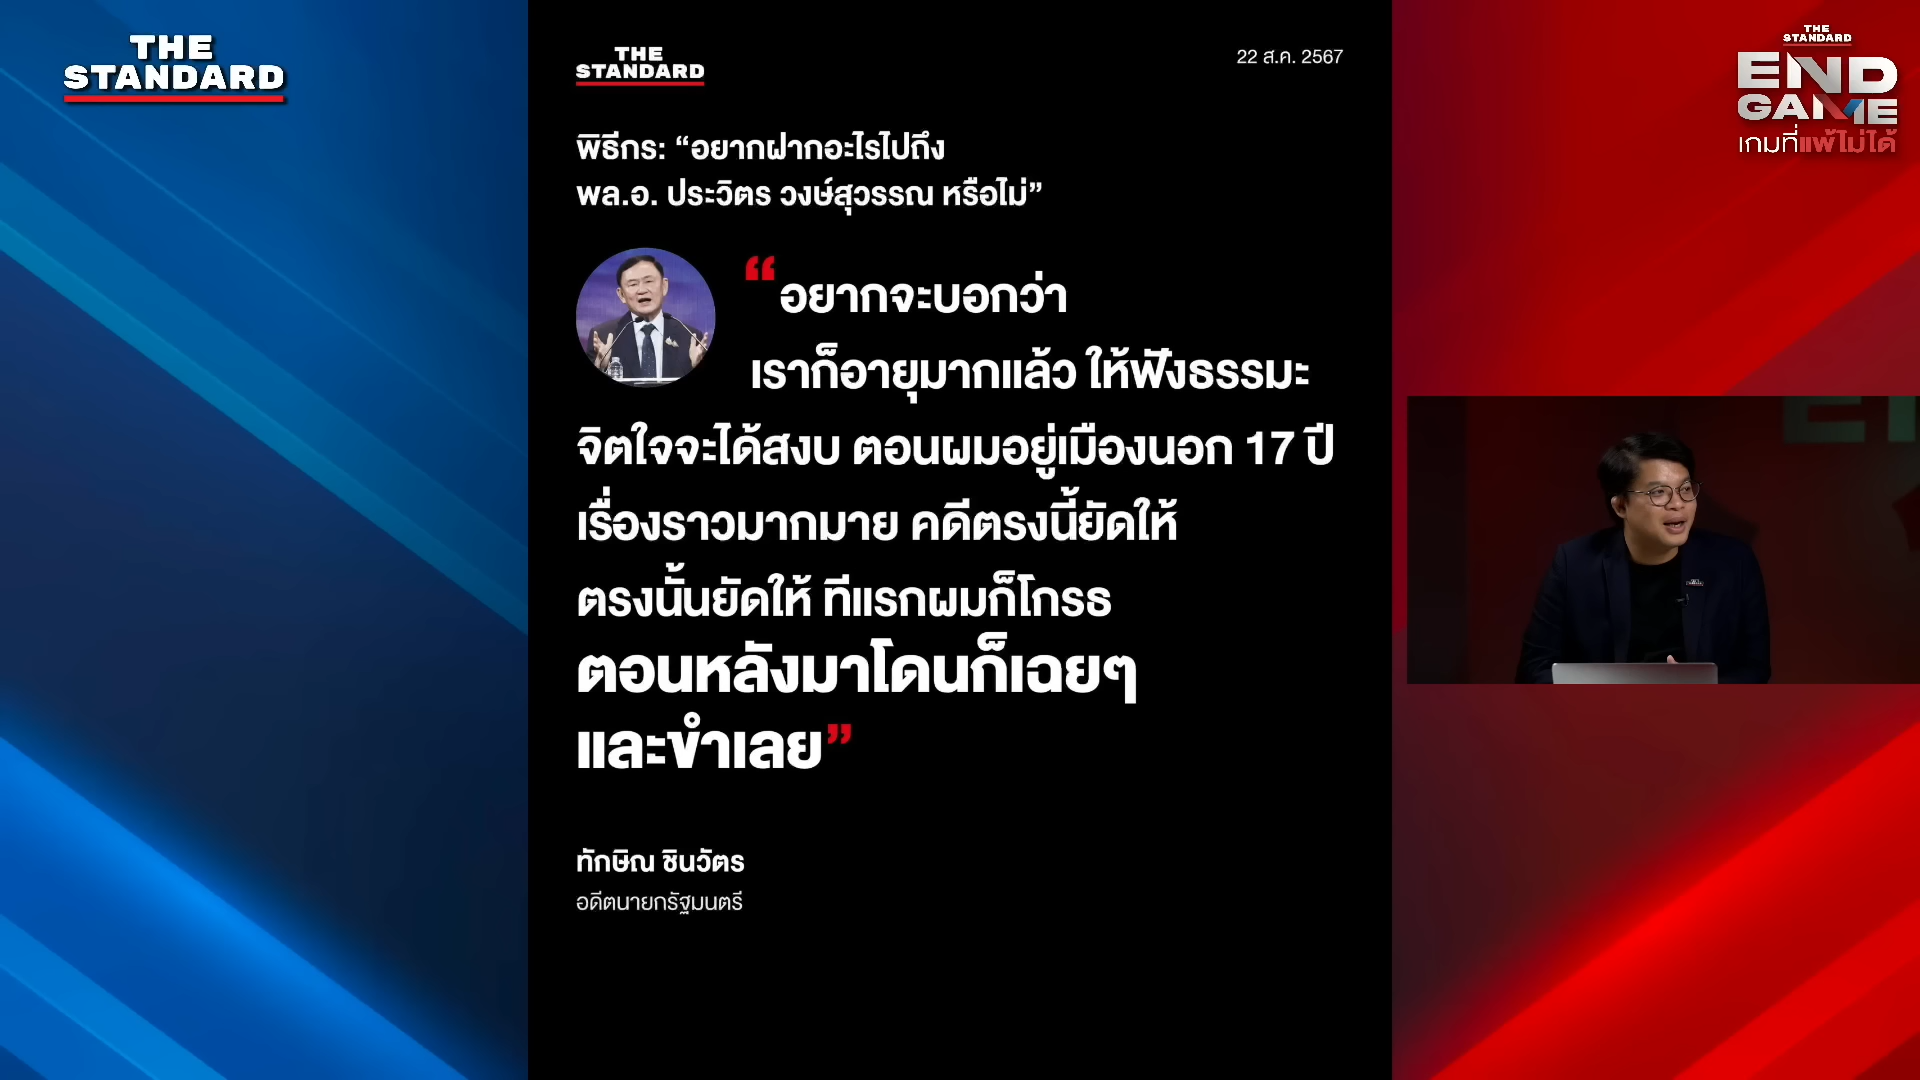 THE
STANDARD
THE
STANDARD
22 ส.ค. 2567
THE
STANDARD
END
GAME
เกมที่แพ้ไม่ได้
พิธีกร: “อยากฝากอะไรไปถึง
พล.อ. ประวิตร วงษ์สุวรรณ หรือไม่”
“อยากจะบอกว่า
เราก็อายุมากแล้ว ให้ฟังธรรมะ
จิตใจจะได้สงบ ตอนผมอยู่เมืองนอก 17 ปี
เรื่องราวมากมาย คดีตรงนี้ยัดให้
ตรงนั้นยัดให้ ทีแรกผมก็โกรธ
ตอนหลังมาโดนก็เฉยๆ
และขำเลย”
ทักษิณ ชินวัตร
อดีตนายกรัฐมนตรี